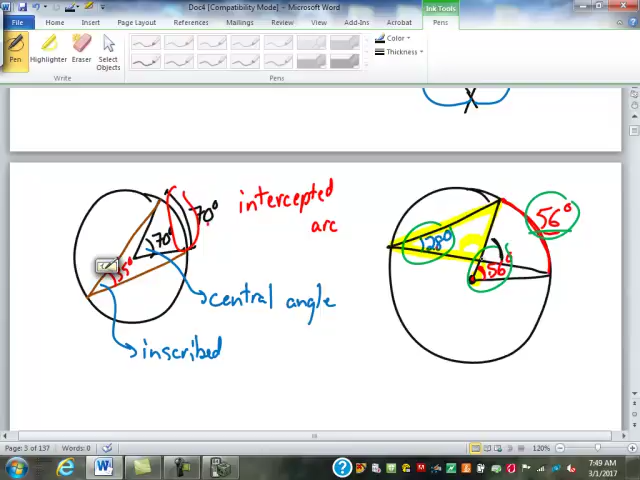 Doc4 [Compatibility Mode] - Microsoft Word
Ink Tools
File
Home
Insert
Page Layout
References
Mailings
Review
View
Add-Ins
Acrobat
Pens
Pen
Highlighter
Eraser
Select Objects
Color
Thickness
Write
Pens
intercepted
arc
70°
70°
35°
central angle
inscribed
56°
28°
56°
Page: 3 of 137
Words: 0
120%
7:49 AM
3/1/2017